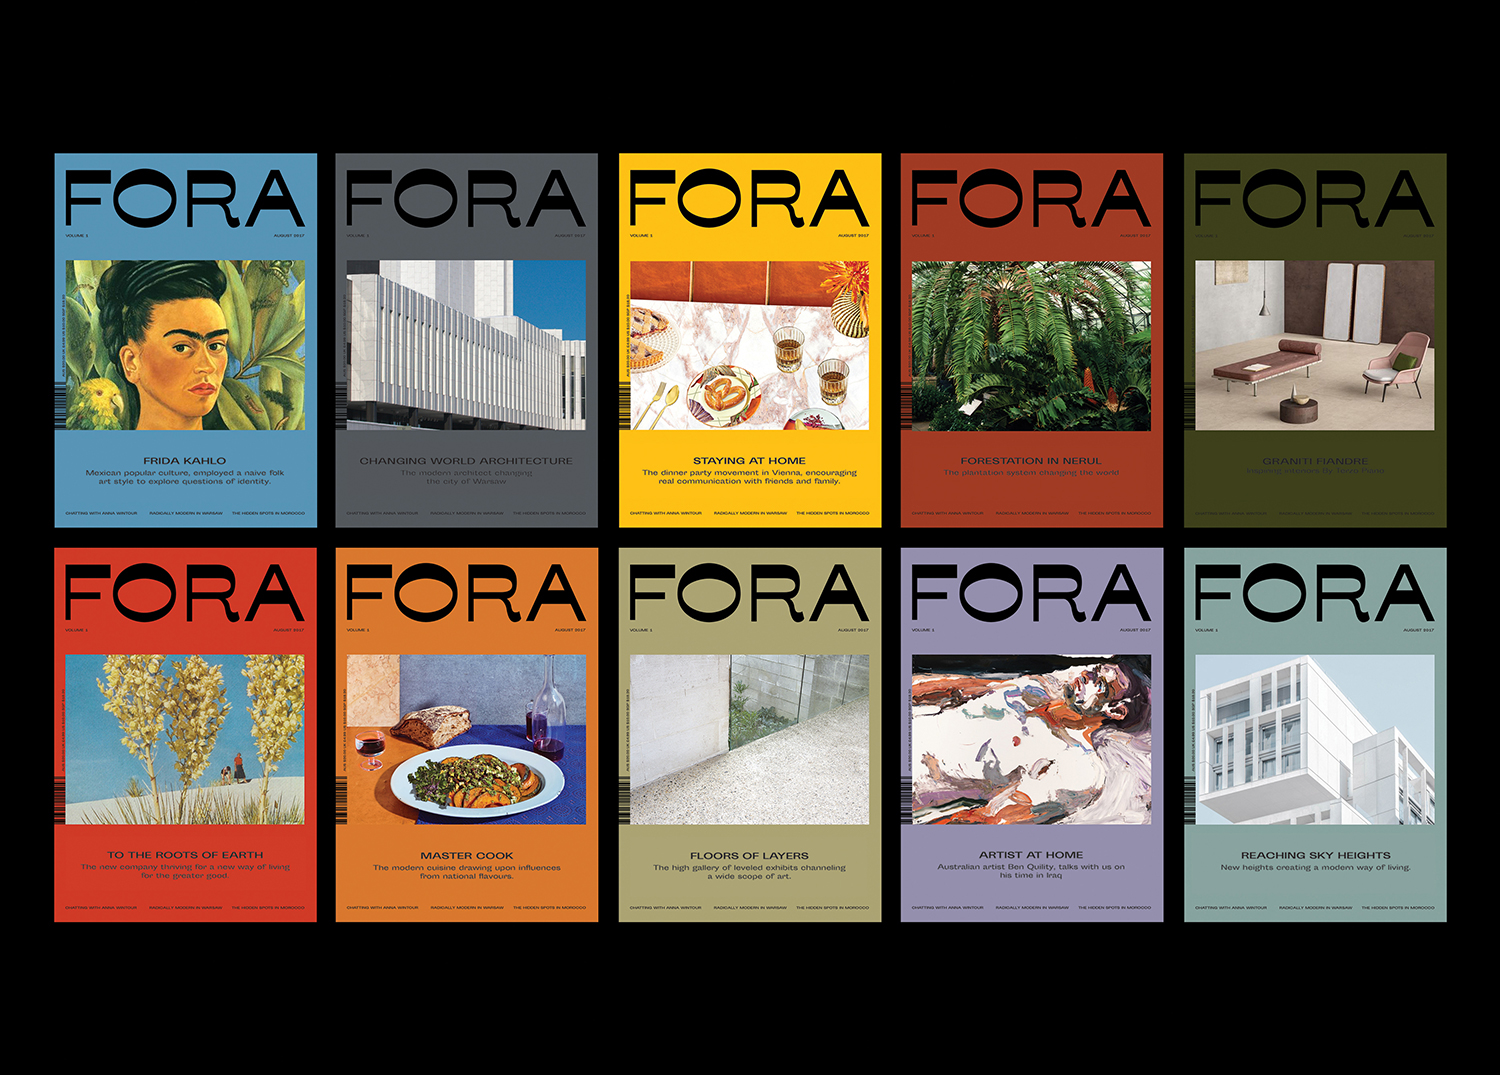 FORA
VOLUME 3
AUGUST 2017
FRIDA KAHLO
Mexican popular culture, employed a naive folk
art style to explore questions of identity.
CHATTING WITH ANNA WINTOUR
RADICALLY MODERN IN WARSAW
THE HIDDEN SPOTS IN MOROCCO
FORA
VOLUME 1
AUGUST 2017
CHANGING WORLD ARCHITECTURE
The modern architect changing
the city of Warsaw
CHATTING WITH ANNA WINTOUR
RADICALLY MODERN IN WARSAW
THE HIDDEN SPOTS IN MOROCCO
FORA
VOLUME 1
AUGUST 2017
STAYING AT HOME
The dinner party movement in Vienna, encouraging
real communication with friends and family.
CHATTING WITH ANNA WINTOUR
RADICALLY MODERN IN WARSAW
THE HIDDEN SPOTS IN MOROCCO
FORA
VOLUME
AUGUST 2017
FORESTATION IN NERUL
The plantation system changing the world
CHATTING WITH ANNA WINTOUR
RADICALLY MODERN IN WARSAW
THE HIDDEN SPOTS IN MOROCCO
FORA
VOLUME
AUGUST 2017
GRANITI FIANDRE
CHATTING WITH ANNA WINTOUR
RADICALLY MODERN IN WARSAW
THE HIDDEN SPOTS IN MOROCCO
FORA
VOLUME
AUGUST 2017
TO THE ROOTS OF EARTH
The new company thriving for a new way of living
for the greater good.
CHATTING WITH ANNA WINTOUR
RADICALLY MODERN IN WARSAW
THE HIDDEN SPOTS IN MOROCCO
FORA
VOLUME 1
AUGUST 2017
MASTER COOK
The modern cuisine drawing upon influences
from national flavours.
CHATTING WITH ANNA WINTOUR
RADICALLY MODERN IN WARSAW
THE HIDDEN SPOTS IN MOROCCO
FORA
VOLUME 1
AUGUST 2017
FLOORS OF LAYERS
The high gallery of leveled exhibits channeling
a wide scope of art.
CHATTING WITH ANNA WINTOUR
RADICALLY MODERN IN WARSAW
THE HIDDEN SPOTS IN MOROCCO
FORA
VOLUME 1
AUGUST 2017
ARTIST AT HOME
Australian artist Ben Quility, talks with us on
his time in Iraq
CHATTING WITH ANNA WINTOUR
RADICALLY MODERN IN WARSAW
THE HIDDEN SPOTS IN MOROCCO
FORA
VOLUME 1
AUGUST 2017
REACHING SKY HEIGHTS
New heights creating a modern way of living.
CHATTING WITH ANNA WINTOUR
RADICALLY MODERN IN WARSAW
THE HIDDEN SPOTS IN MOROCCO